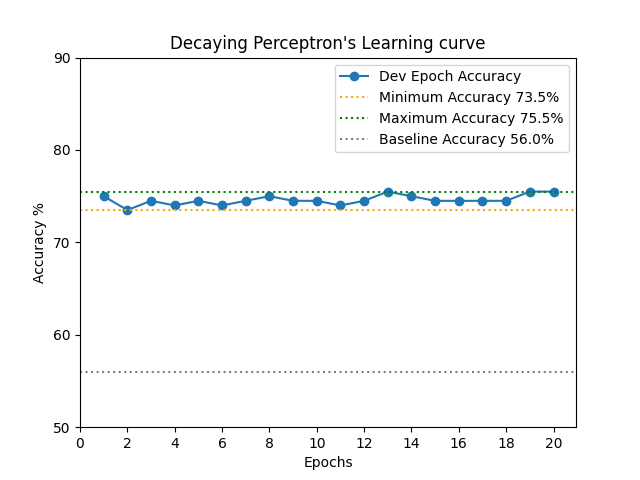 Decaying Perceptron's Learning curve
90
80
70
60
50
Accuracy %
Dev Epoch Accuracy
Minimum Accuracy 73.5%
Maximum Accuracy 75.5%
Baseline Accuracy 56.0%
0 2 4 6 8 10 12 14 16 18 20
Epochs